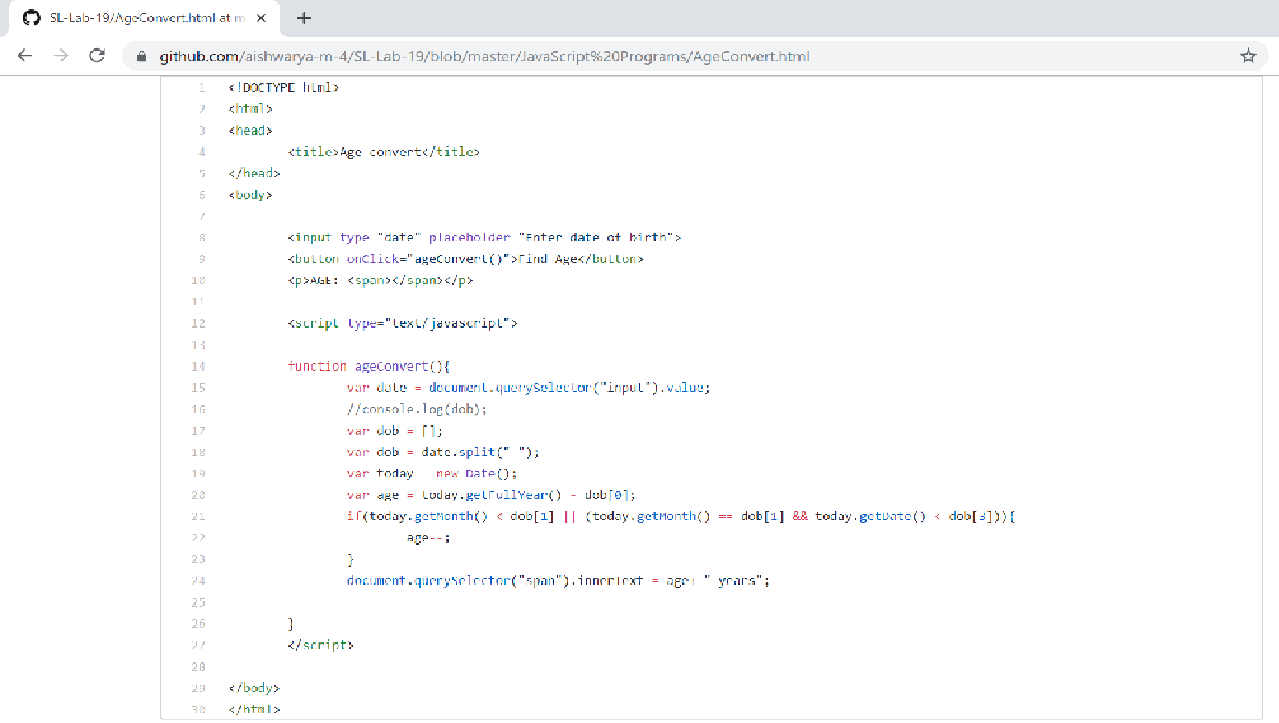 SL-Lab-19/AgeConvert.html at m
github.com/aishwarya-m-4/SL-Lab-19/blob/master/JavaScript%20Programs/AgeConvert.html
1 <!DOCTYPE html>
2 <html>
3 <head>
4 <title>Age convert</title>
5 </head>
6 <body>
7
8 <input type="date" placeholder="Enter date of birth">
9 <button onClick="ageConvert()">Find Age</button>
10 <p>AGE: <span></span></p>
11
12 <script type="text/javascript">
13
14 function ageConvert(){
15 var date = document.querySelector("input").value;
16 //console.log(dob);
17 var dob = [];
18 var dob = date.split("-");
19 var today = new Date();
20 var age = today.getFullYear() - dob[0];
21 if(today.getMonth() < dob[1] || (today.getMonth() == dob[1] && today.getDate() < dob[3])){
22 age--;
23 }
24 document.querySelector("span").innerText = age+ " years";
25
26 }
27 </script>
28
29 </body>
30 </html>